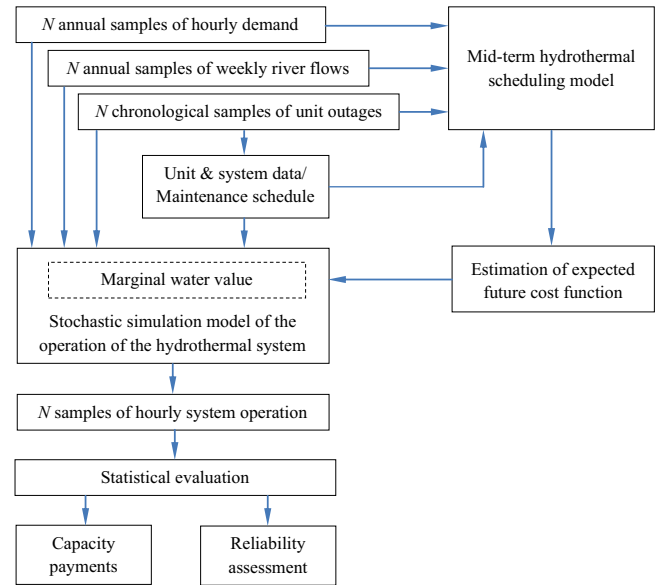 N annual samples of hourly demand
N annual samples of weekly river flows
N chronological samples of unit outages
Mid-term hydrothermal
scheduling model
Unit & system data/
Maintenance schedule
Marginal water value
Stochastic simulation model of the
operation of the hydrothermal system
Estimation of expected
future cost function
N samples of hourly system operation
Statistical evaluation
Capacity
payments
Reliability
assessment